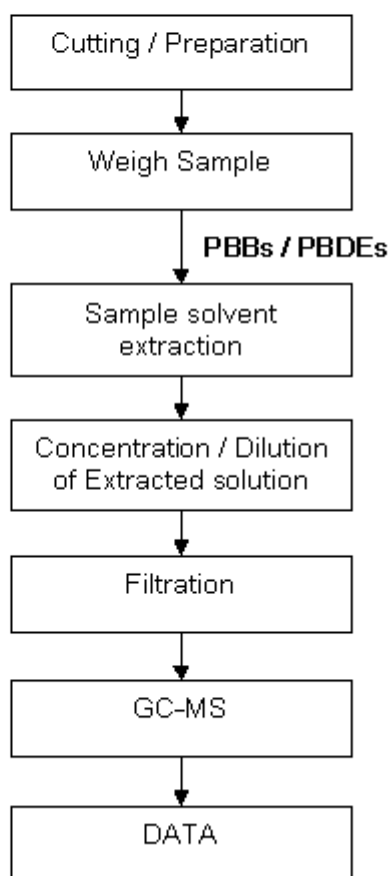 Cutting / Preparation
Weigh Sample
PBBs / PBDEs
Sample solvent
extraction
Concentration / Dilution
of Extracted solution
Filtration
GC-MS
DATA